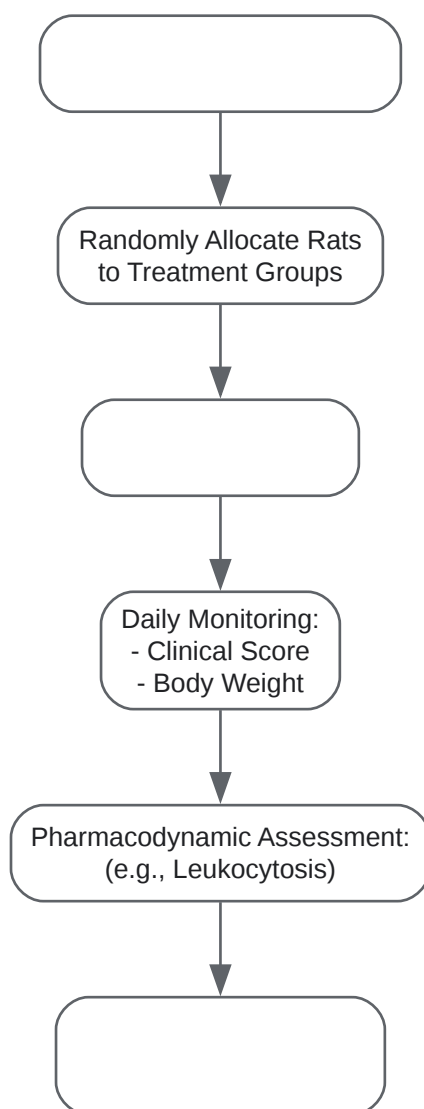 Randomly Allocate Rats
to Treatment Groups
Daily Monitoring:
- Clinical Score
- Body Weight
Pharmacodynamic Assessment:
(e.g., Leukocytosis)